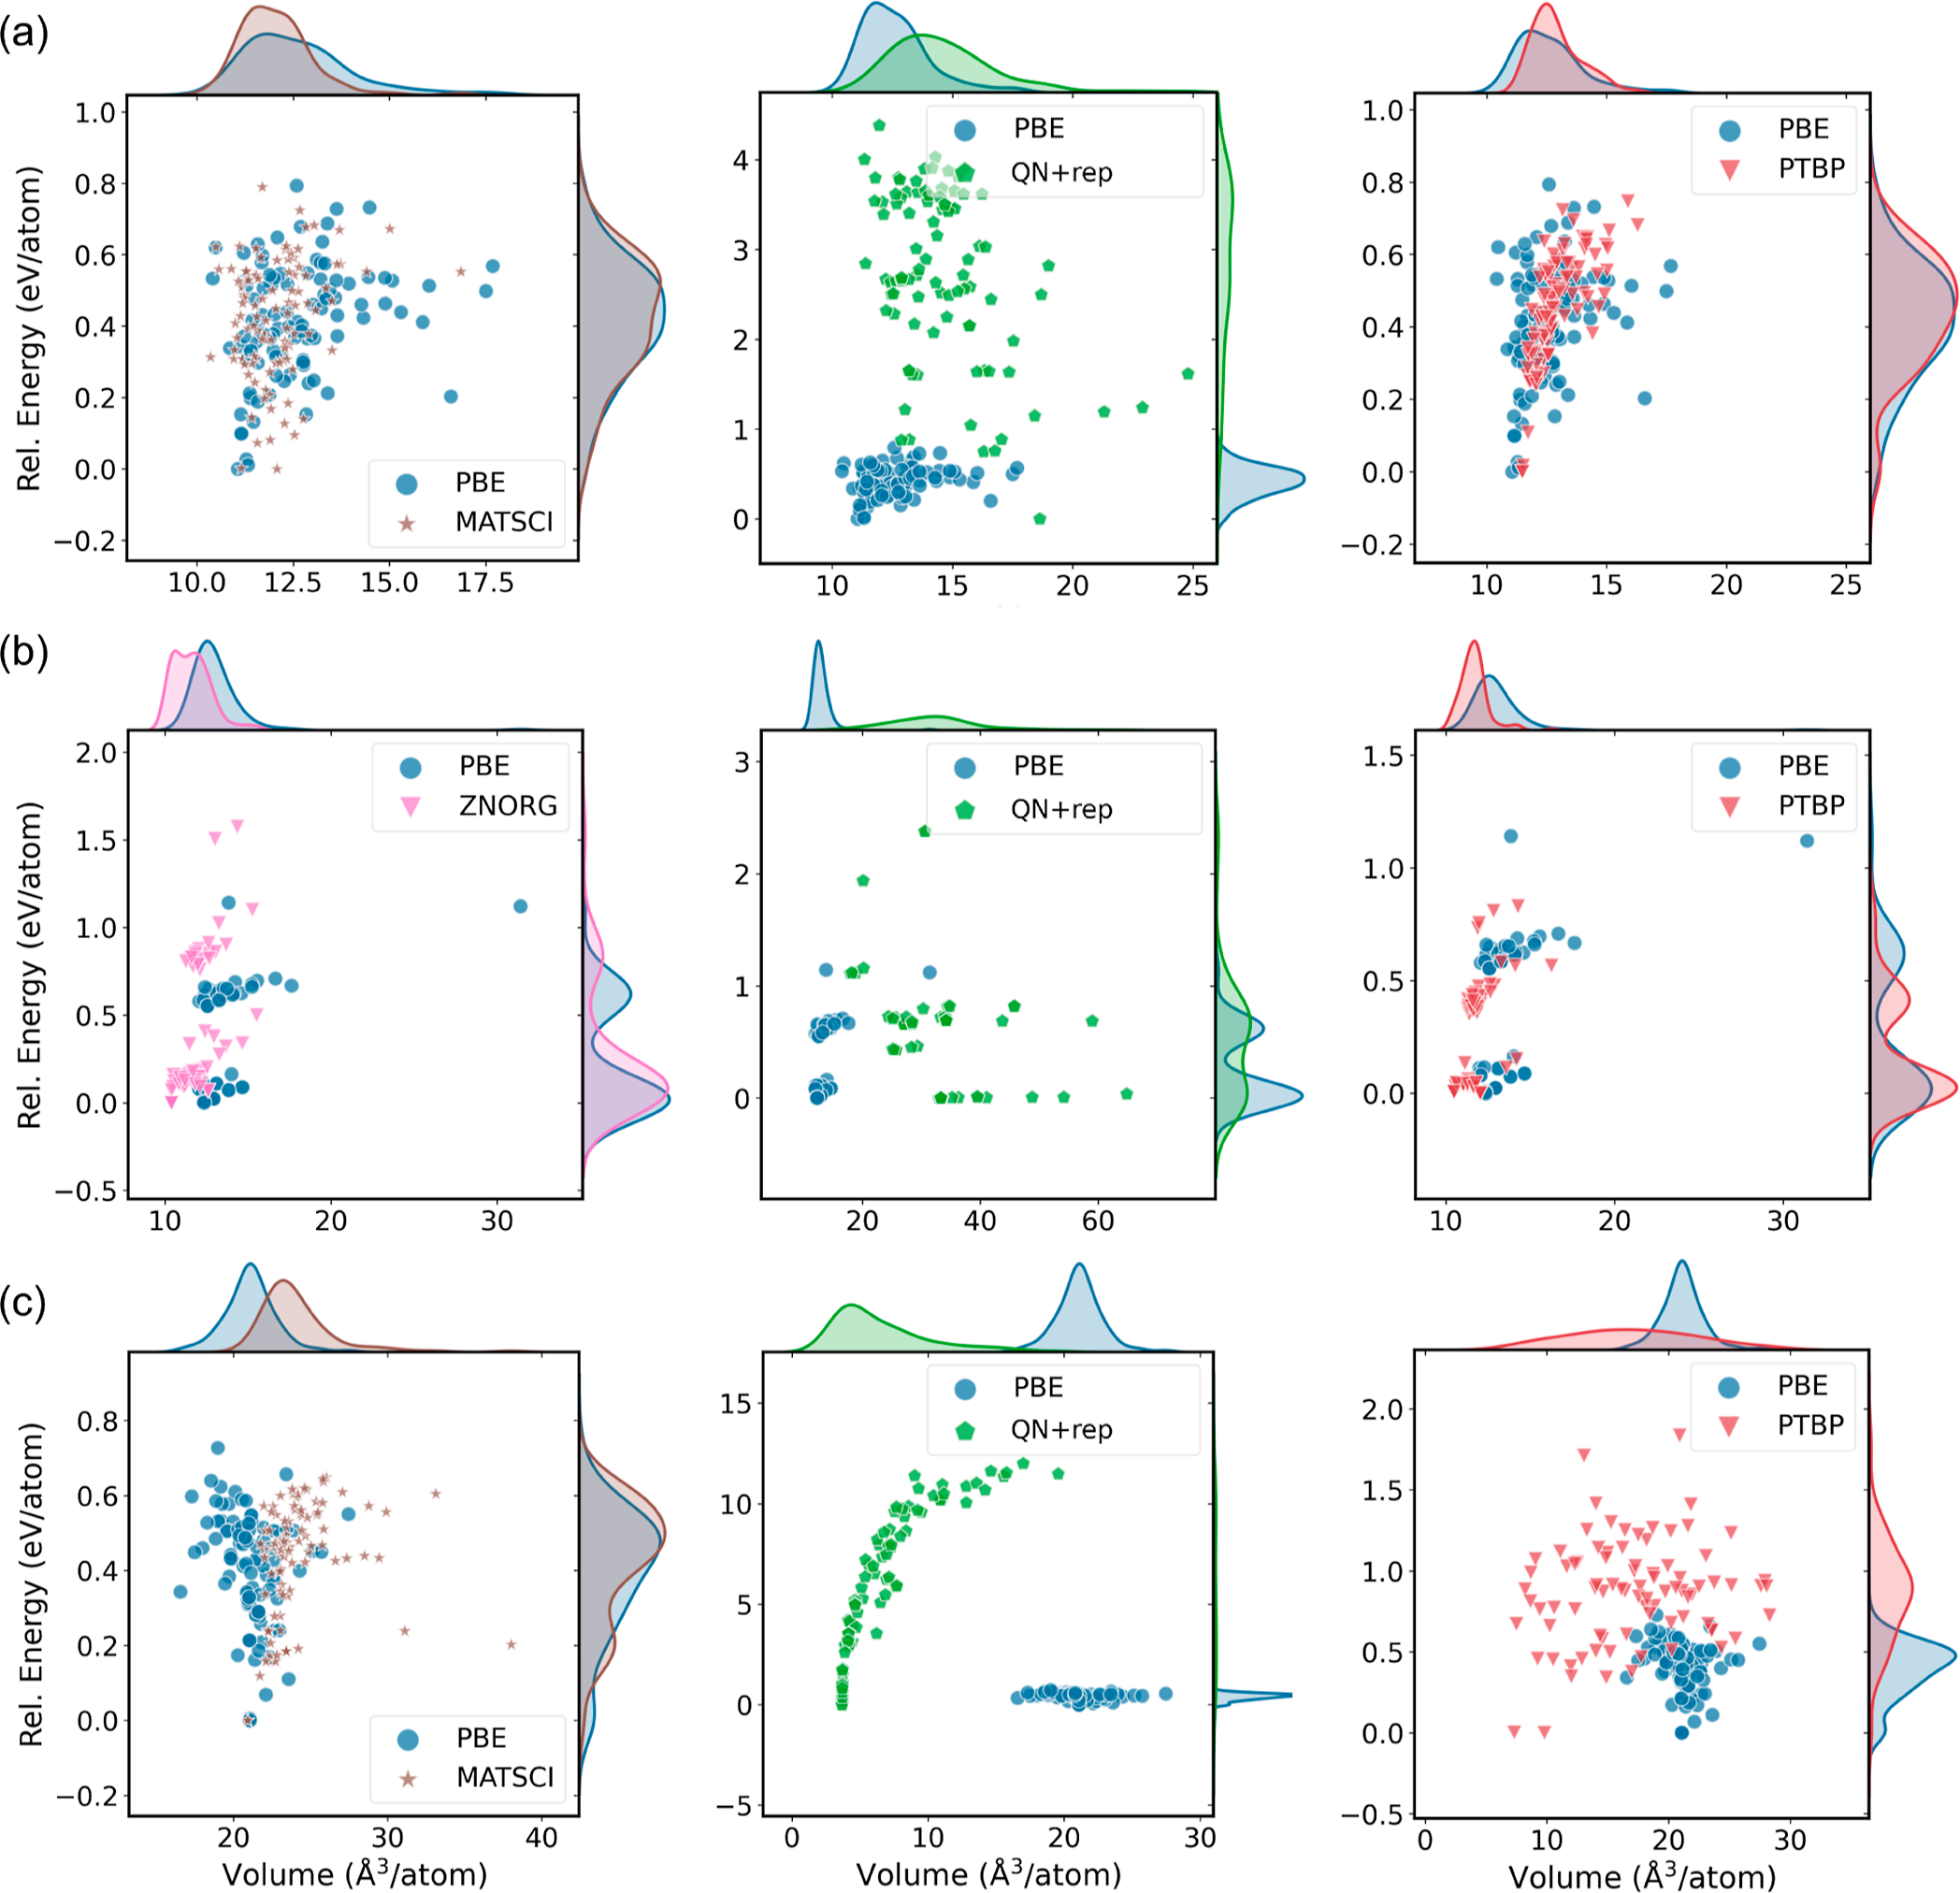 (a)
Rel. Energy (eV/atom)
1.0
0.8
0.6
0.4
0.2
0.0
−0.2
10.0 12.5 15.0 17.5
PBE
MATSCI
4
3
2
1
0
10 15 20 25
PBE
QN+rep
1.0
0.8
0.6
0.4
0.2
0.0
−0.2
10 15 20 25
PBE
PTBP
(b)
Rel. Energy (eV/atom)
2.0
1.5
1.0
0.5
0.0
−0.5
10 20 30
PBE
ZNORG
3
2
1
0
20 40 60
PBE
QN+rep
1.5
1.0
0.5
0.0
10 20 30
PBE
PTBP
(c)
Rel. Energy (eV/atom)
0.8
0.6
0.4
0.2
0.0
−0.2
20 30 40
Volume (Å³/atom)
PBE
MATSCI
15
10
5
0
−5
0 10 20 30
Volume (Å³/atom)
PBE
QN+rep
2.0
1.5
1.0
0.5
0.0
−0.5
0 10 20 30
Volume (Å³/atom)
PBE
PTBP